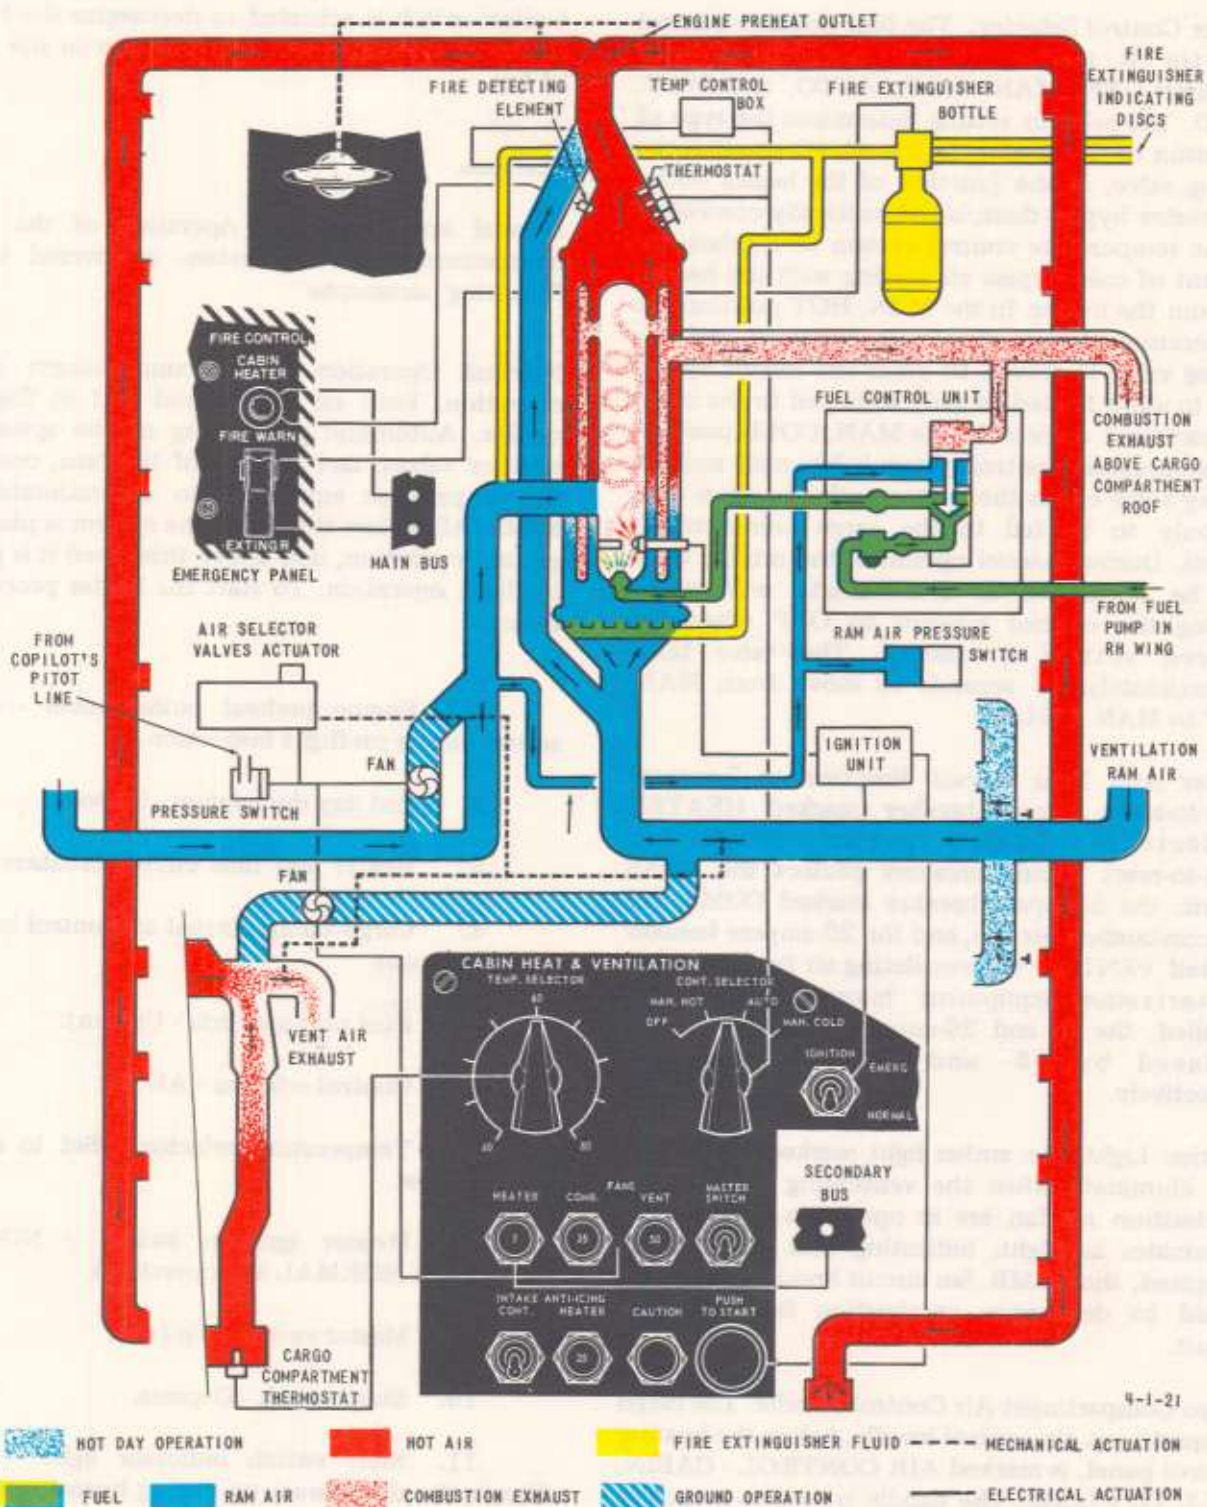 ENGINE PREHEAT OUTLET
FIRE DETECTING
ELEMENT
TEMP CONTROL
BOX
FIRE EXTINGUISHER
BOTTLE
FIRE
EXTINGUISHER
INDICATING
DISCS
THERMOSTAT
FIRE CONTROL
CABIN
HEATER
FIRE WARN
EXTINGR
EMERGENCY PANEL
MAIN BUS
FUEL CONTROL UNIT
COMBUSTION
EXHAUST
ABOVE CARGO
COMPARTMENT
ROOF
FROM FUEL
PUMP IN
RH WING
RAM AIR PRESSURE
SWITCH
FROM
COPILOT'S
PITOT
LINE
AIR SELECTOR
VALVES ACTUATOR
FAN
PRESSURE SWITCH
IGNITION
UNIT
VENTILATION
RAM AIR
FAN
VENT AIR
EXHAUST
CABIN HEAT & VENTILATION
TEMP. SELECTOR
CONT. SELECTOR
MAN. HOT
AUTO
OFF
MAN. COLD
IGNITION
EMERG
NORMAL
HEATER
COMB.
FANS
VENT
MASTER
SWITCH
7
35
50
INTAKE ANTI-ICING
CONT.
HEATER
CAUTION
PUSH
TO START
SECONDARY
BUS
CARGO
COMPARTMENT
THERMOSTAT
4-1-21
HOT DAY OPERATION
HOT AIR
FIRE EXTINGUISHER FLUID
MECHANICAL ACTUATION
FUEL
RAM AIR
COMBUSTION EXHAUST
GROUND OPERATION
ELECTRICAL ACTUATION